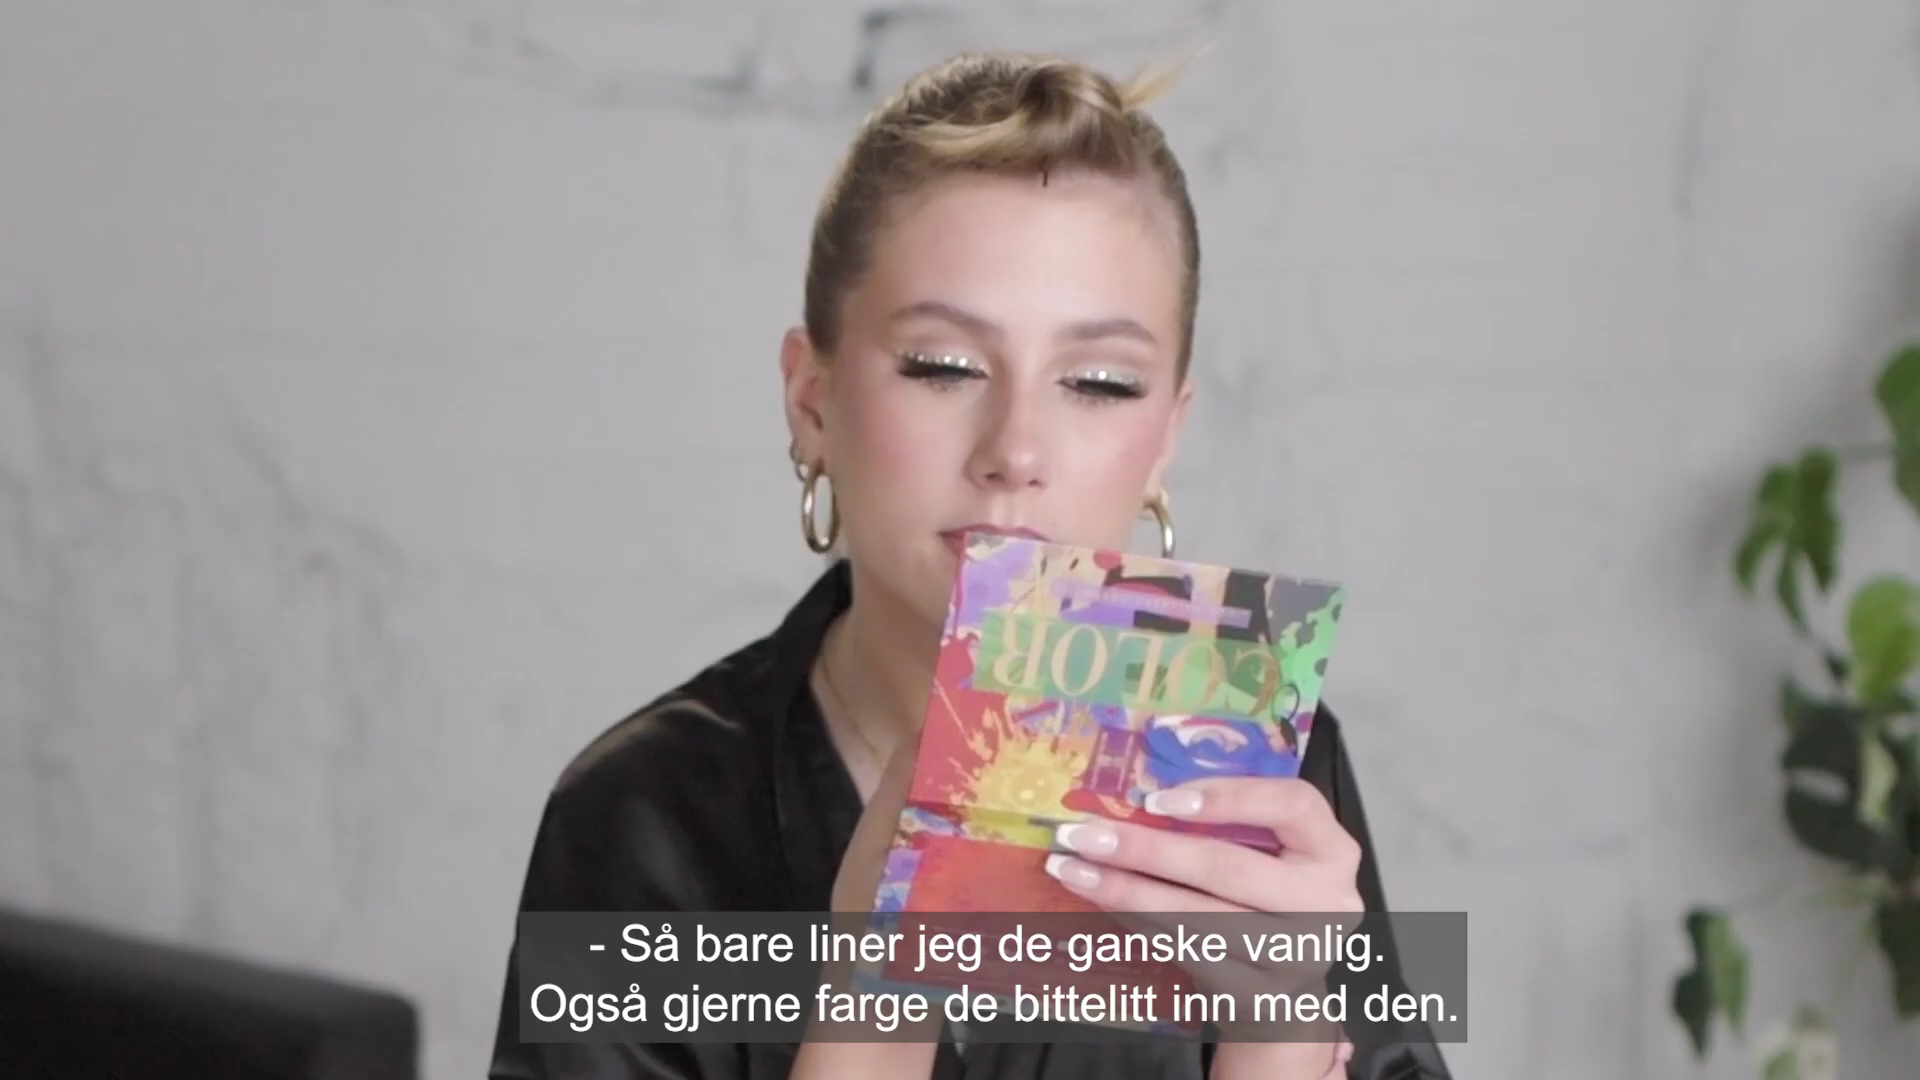 COLOR
- Så bare liner jeg de ganske vanlig.
Også gjerne farge de bittelitt inn med den.